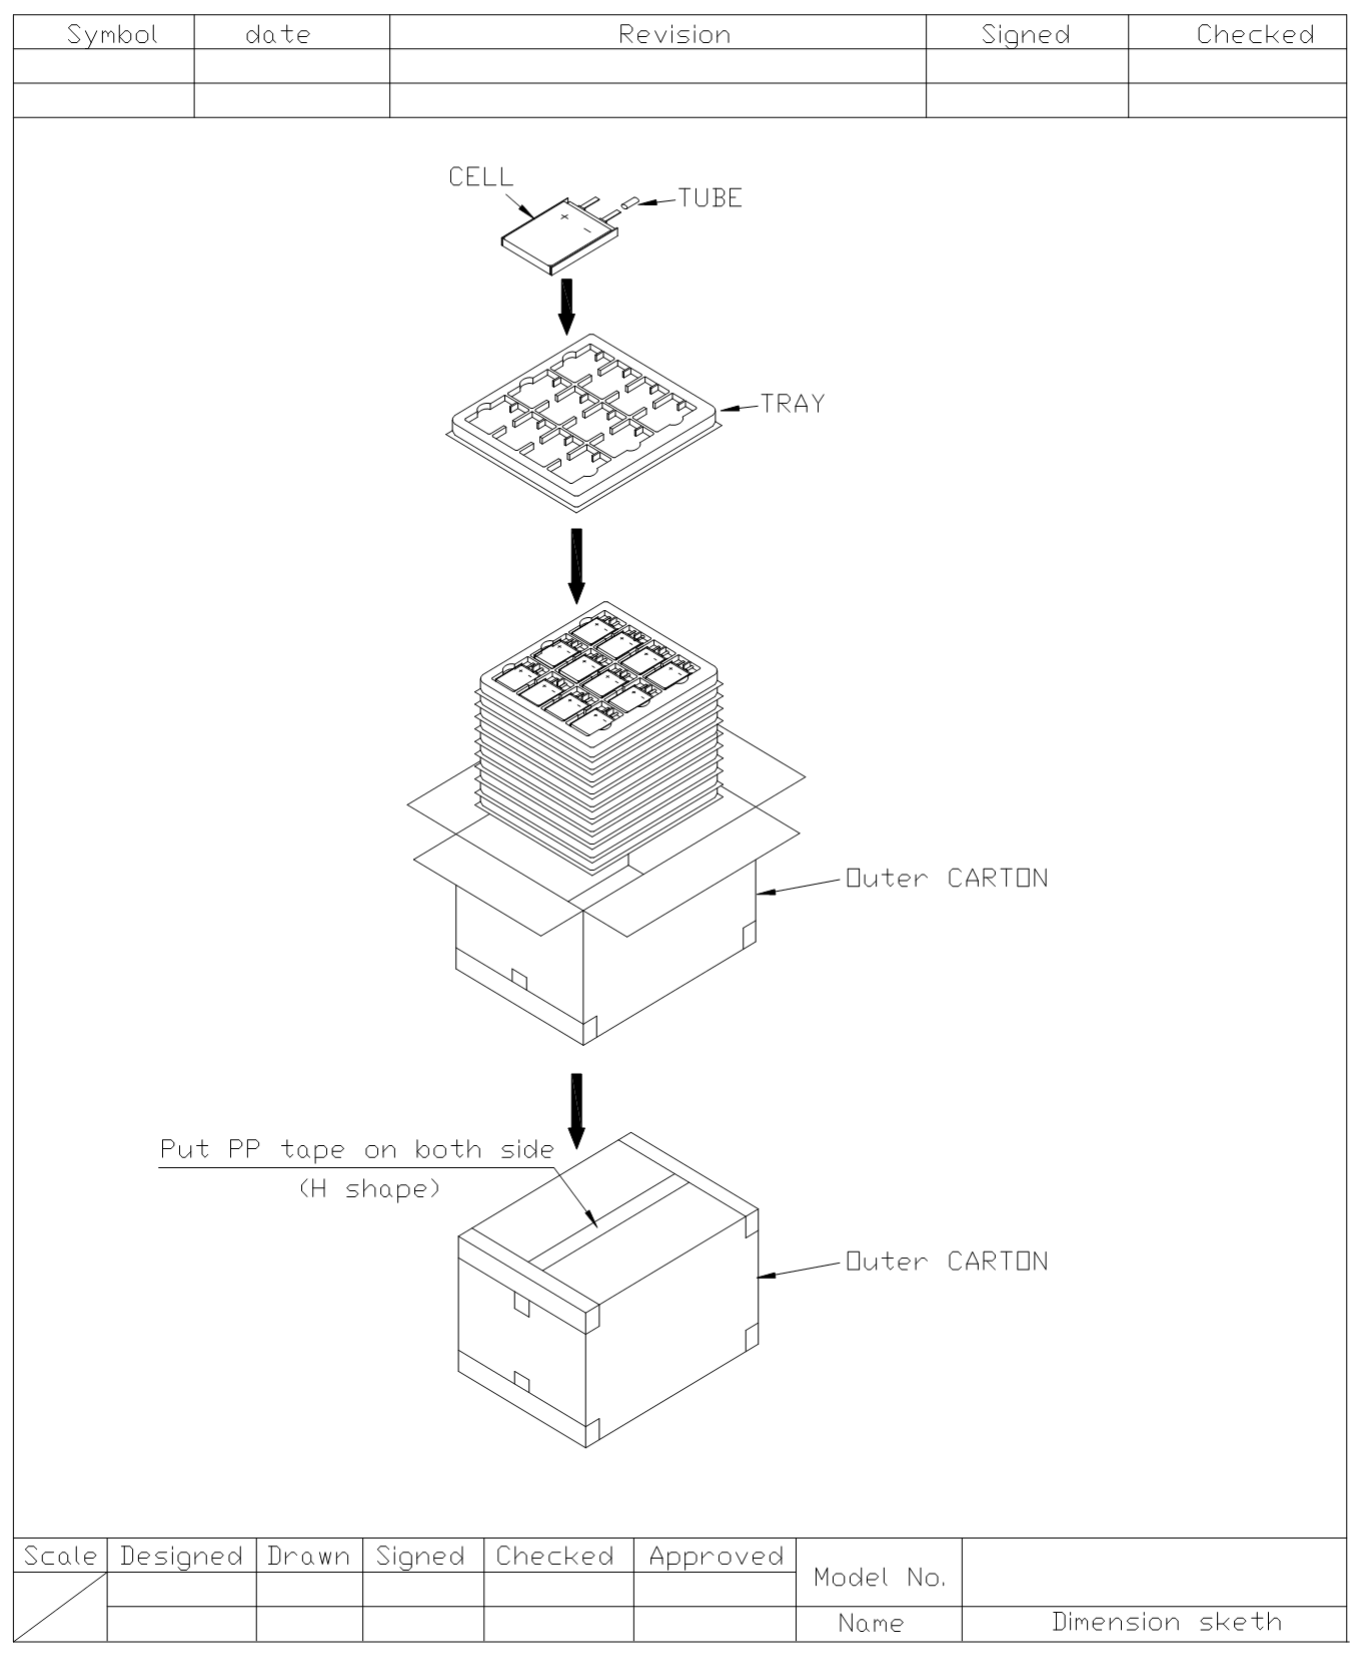 Symbol date Revision Signed Checked
CELL
TUBE
TRAY
Outer CARTON
Put PP tape on both side
(H shape)
Outer CARTON
Scale Designed Drawn Signed Checked Approved
Model No.
Name Dimension sketh